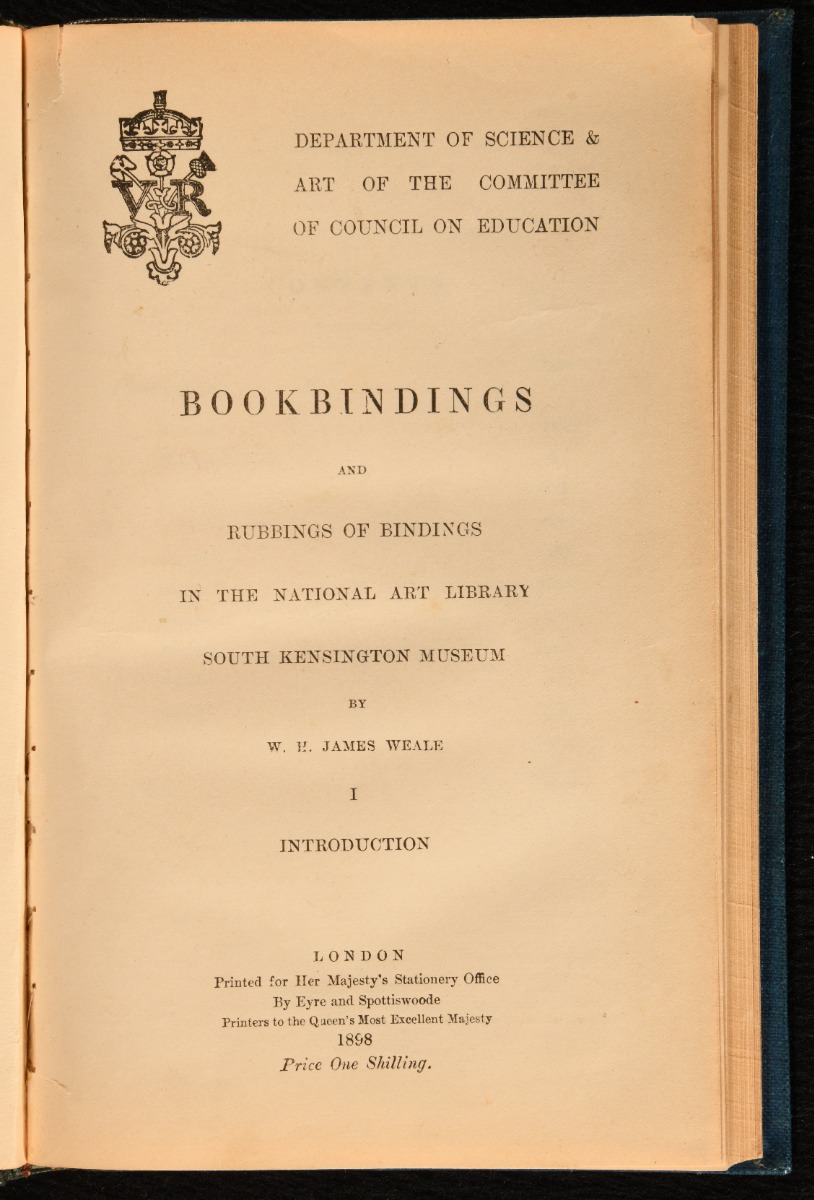 VR
DEPARTMENT OF SCIENCE &
ART OF THE COMMITTEE
OF COUNCIL ON EDUCATION
BOOKBINDINGS
AND
RUBBINGS OF BINDINGS
IN THE NATIONAL ART LIBRARY
SOUTH KENSINGTON MUSEUM
BY
W. H. JAMES WEALE
I
INTRODUCTION
LONDON
Printed for Her Majesty's Stationery Office
By Eyre and Spottiswoode
Printers to the Queen's Most Excellent Majesty
1898
Price One Shilling.